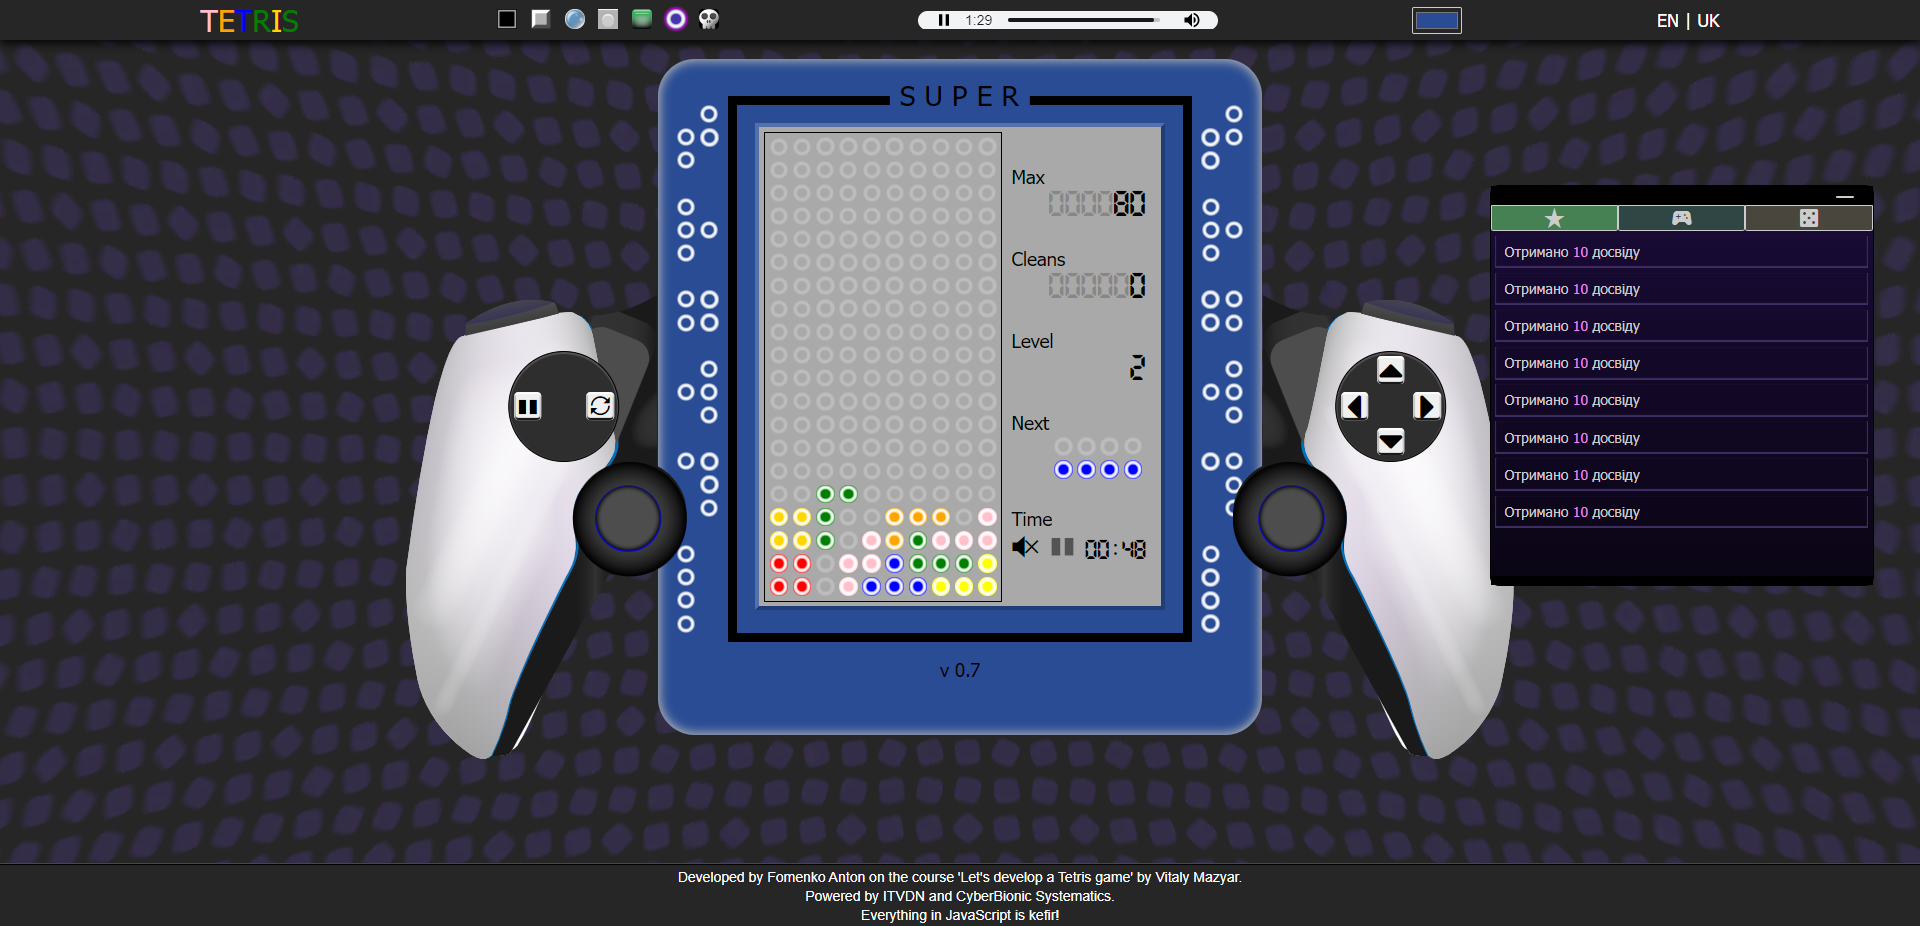 TETRIS
1:29
EN | UK
SUPER
Max
80
Cleans
0
Level
2
Next
Time
00:48
v 0.7
Отримано 10 досвіду
Отримано 10 досвіду
Отримано 10 досвіду
Отримано 10 досвіду
Отримано 10 досвіду
Отримано 10 досвіду
Отримано 10 досвіду
Отримано 10 досвіду
Developed by Fomenko Anton on the course 'Let's develop a Tetris game' by Vitaly Mazyar.
Powered by ITVDN and CyberBionic Systematics.
Everything in JavaScript is kefir!